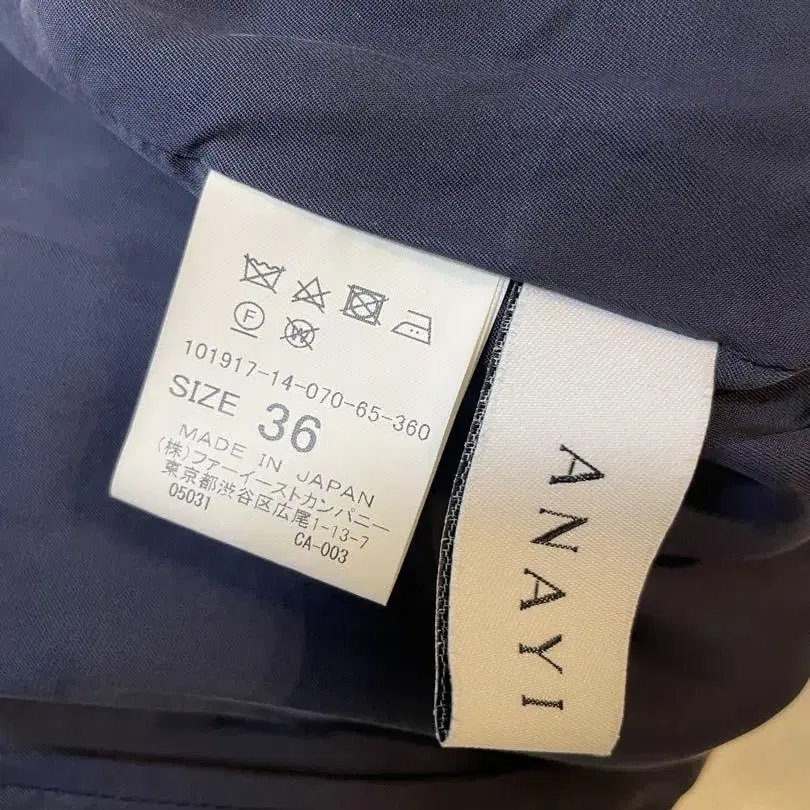 F
W
101917-14-070-65-360
SIZE 36
MADE IN JAPAN
(株)ファーイーストカンパニー
東京都渋谷区広尾1-13-7
05031 CA-003
ANAYI